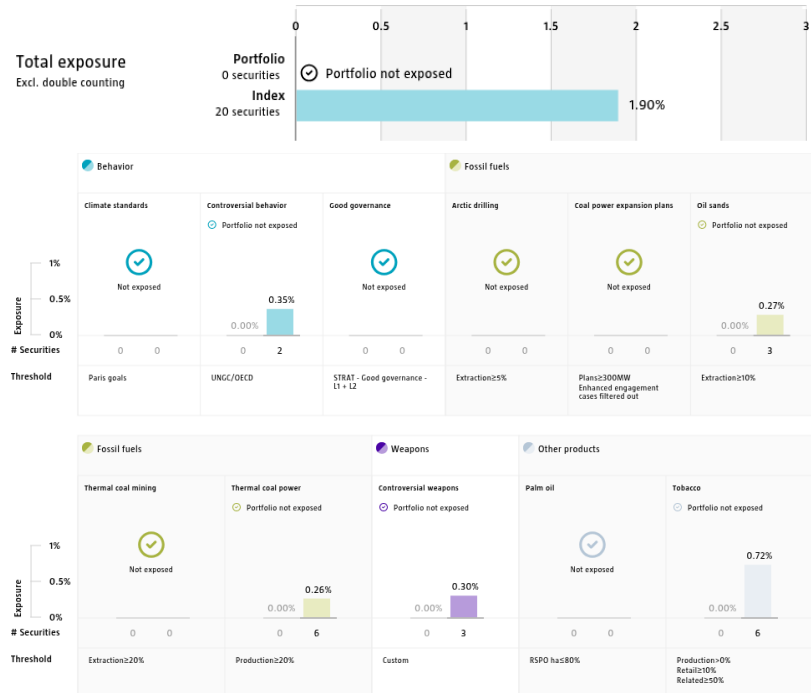 0 0.5 1 1.5 2 2.5 3
Total exposure
Excl. double counting
Portfolio
0 securities
Portfolio not exposed
Index
20 securities
1.90%
Behavior
Fossil fuels
Climate standards
Controversial behavior
Good governance
Arctic drilling
Coal power expansion plans
Oil sands
Portfolio not exposed
Portfolio not exposed
Not exposed
Not exposed
Not exposed
Not exposed
Exposure
1%
0.5%
0%
0.00%
0.35%
0.00%
0.27%
# Securities
0 0 0 2 0 0 0 0 0 0 0 3
Threshold
Paris goals
UNGC/OECD
STRAT - Good governance -
L1 + L2
Extraction≥5%
Plans≥300MW
Enhanced engagement
cases filtered out
Extraction≥10%
Fossil fuels
Weapons
Other products
Thermal coal mining
Thermal coal power
Controversial weapons
Palm oil
Tobacco
Portfolio not exposed
Portfolio not exposed
Portfolio not exposed
Not exposed
Not exposed
Exposure
1%
0.5%
0%
0.00%
0.26%
0.00%
0.30%
0.00%
0.72%
# Securities
0 0 0 6 0 3 0 0 0 6
Threshold
Extraction≥20%
Production≥20%
Custom
RSPO ha≤80%
Production>0%
Retail≥10%
Related≥50%